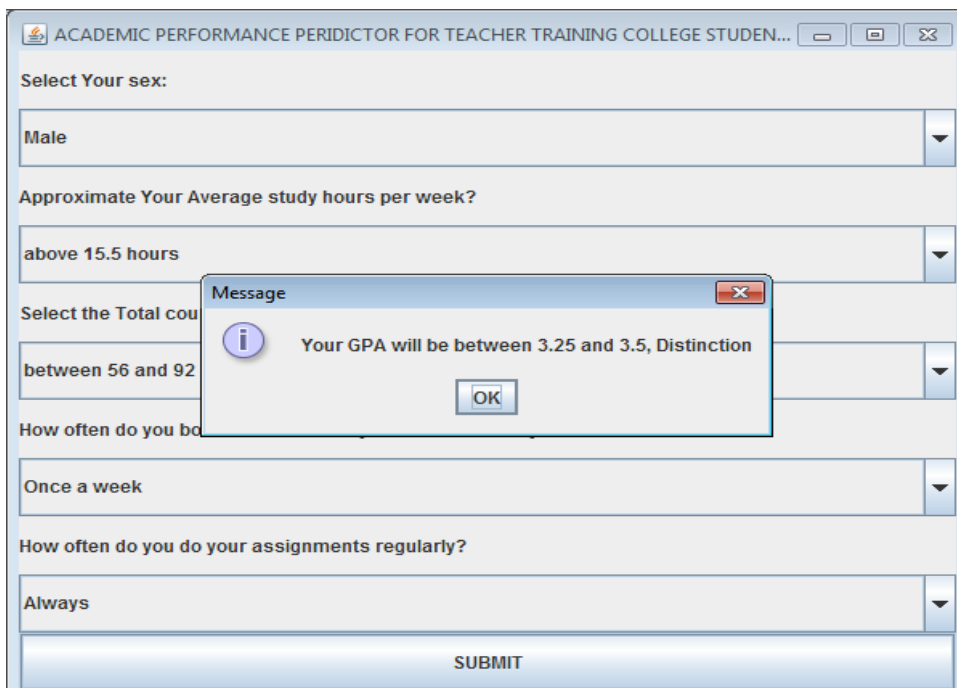 ACADEMIC PERFORMANCE PERIDICTOR FOR TEACHER TRAINING COLLEGE STUDEN...
Select Your sex:
Male
Approximate Your Average study hours per week?
above 15.5 hours
Message
Select the Total cou
Your GPA will be between 3.25 and 3.5, Distinction
between 56 and 92
OK
How often do you bo
Once a week
How often do you do your assignments regularly?
Always
SUBMIT